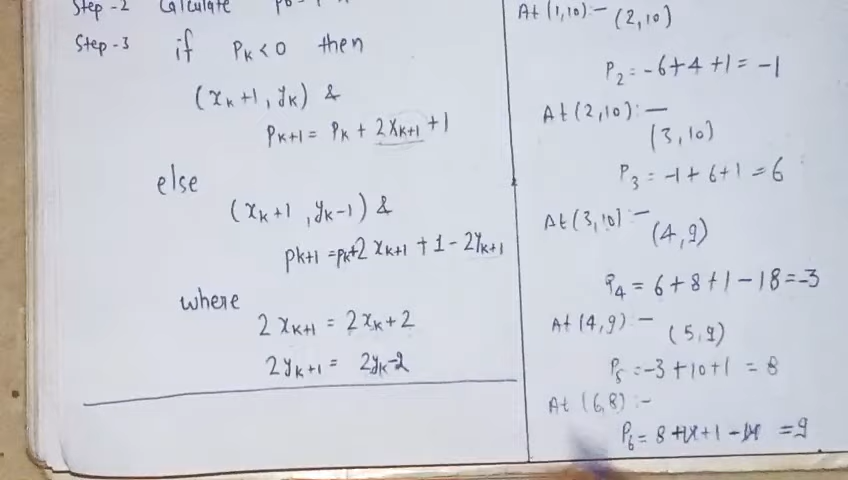 Step -2 Calculate
Step -3 if Pk < 0 then
(xk+1, yk) &
Pk+1 = Pk + 2xk+1 + 1
else
(xk+1, yk-1) &
Pk+1 = Pk+2xk+1 + 1 - 2yk+1
where
2xk+1 = 2xk + 2
2yk+1 = 2yk-2
At (1,10) :- (2,10)
P2 = -6+4+1 = -1
At (2,10) :-
(3,10)
P3 = -1+6+1 = 6
At (3,10) :-
(4,9)
P4 = 6+8+1-18 = -3
At (4,9) - (5,9)
P5 = -3+10+1 = 8
At (6,8) :-
P6 = 8 + +1 - = 9